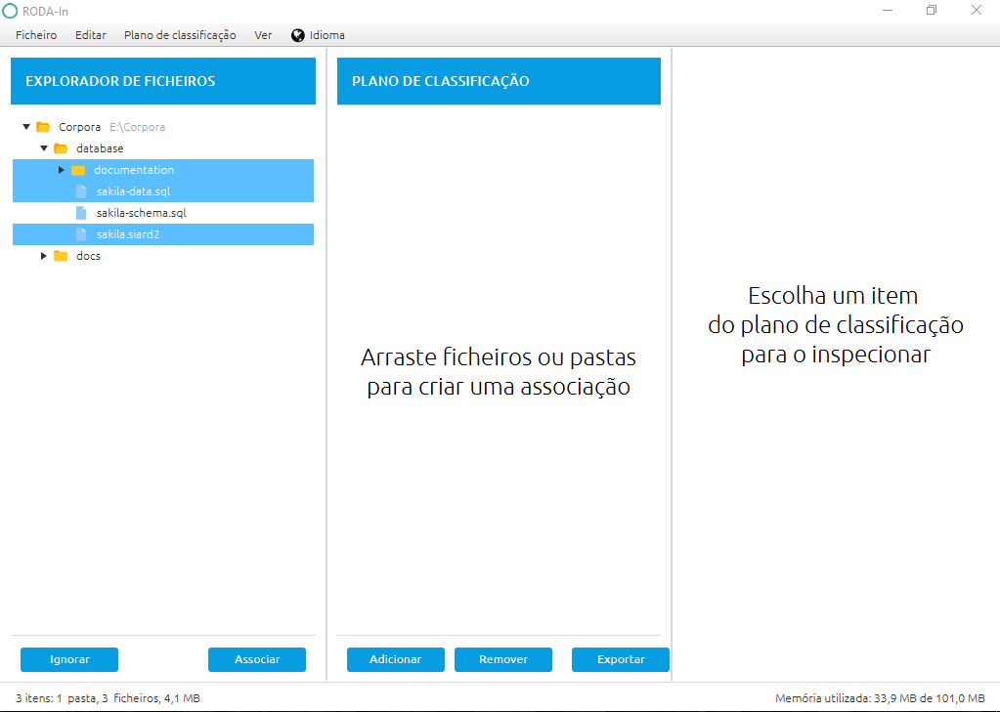 RODA-In
Ficheiro Editar Plano de classificação Ver Idioma
EXPLORADOR DE FICHEIROS
Corpora E:\Corpora
database
documentation
sakila-data.sql
sakila-schema.sql
sakila.siard2
docs
Ignorar Associar
PLANO DE CLASSIFICAÇÃO
Arraste ficheiros ou pastas
para criar uma associação
Adicionar Remover Exportar
Escolha um item
do plano de classificação
para o inspecionar
3 itens: 1 pasta, 3 ficheiros, 4,1 MB
Memória utilizada: 33,9 MB de 101,0 MB